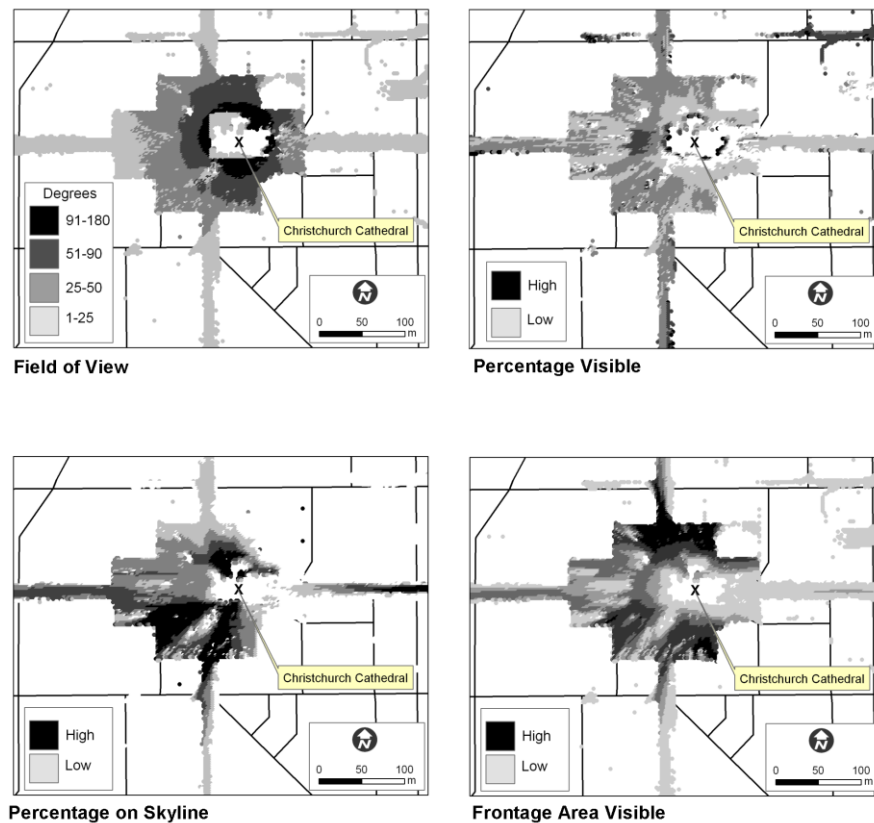 Degrees
91-180
51-90
25-50
1-25
Christchurch Cathedral
X
N
0 50 100
m
Field of View
High
Low
Christchurch Cathedral
X
N
0 50 100
m
Percentage Visible
High
Low
Christchurch Cathedral
X
N
0 50 100
m
Percentage on Skyline
High
Low
Christchurch Cathedral
X
N
0 50 100
m
Frontage Area Visible